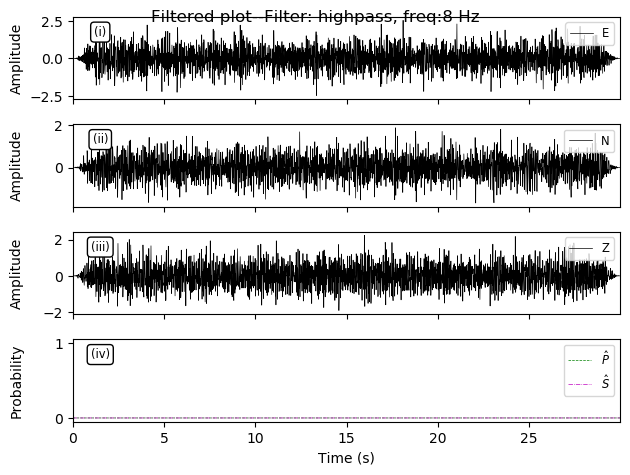 Filtered plot--Filter: highpass, freq:8 Hz
2.5
0.0
−2.5
Amplitude
(i)
E
2
0
Amplitude
(ii)
N
2
0
−2
Amplitude
(iii)
Z
1
0
Probability
(iv)
P̂
Ŝ
0 5 10 15 20 25
Time (s)